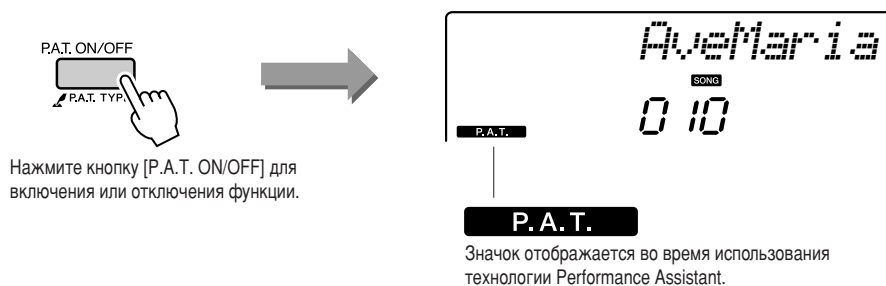 P.A.T. ON/OFF
P.A.T. TYP
Нажмите кнопку [P.A.T. ON/OFF] для
включения или отключения функции.
AveMaria
SONG
010
P.A.T.
P.A.T.
Значок отображается во время использования
технологии Performance Assistant.